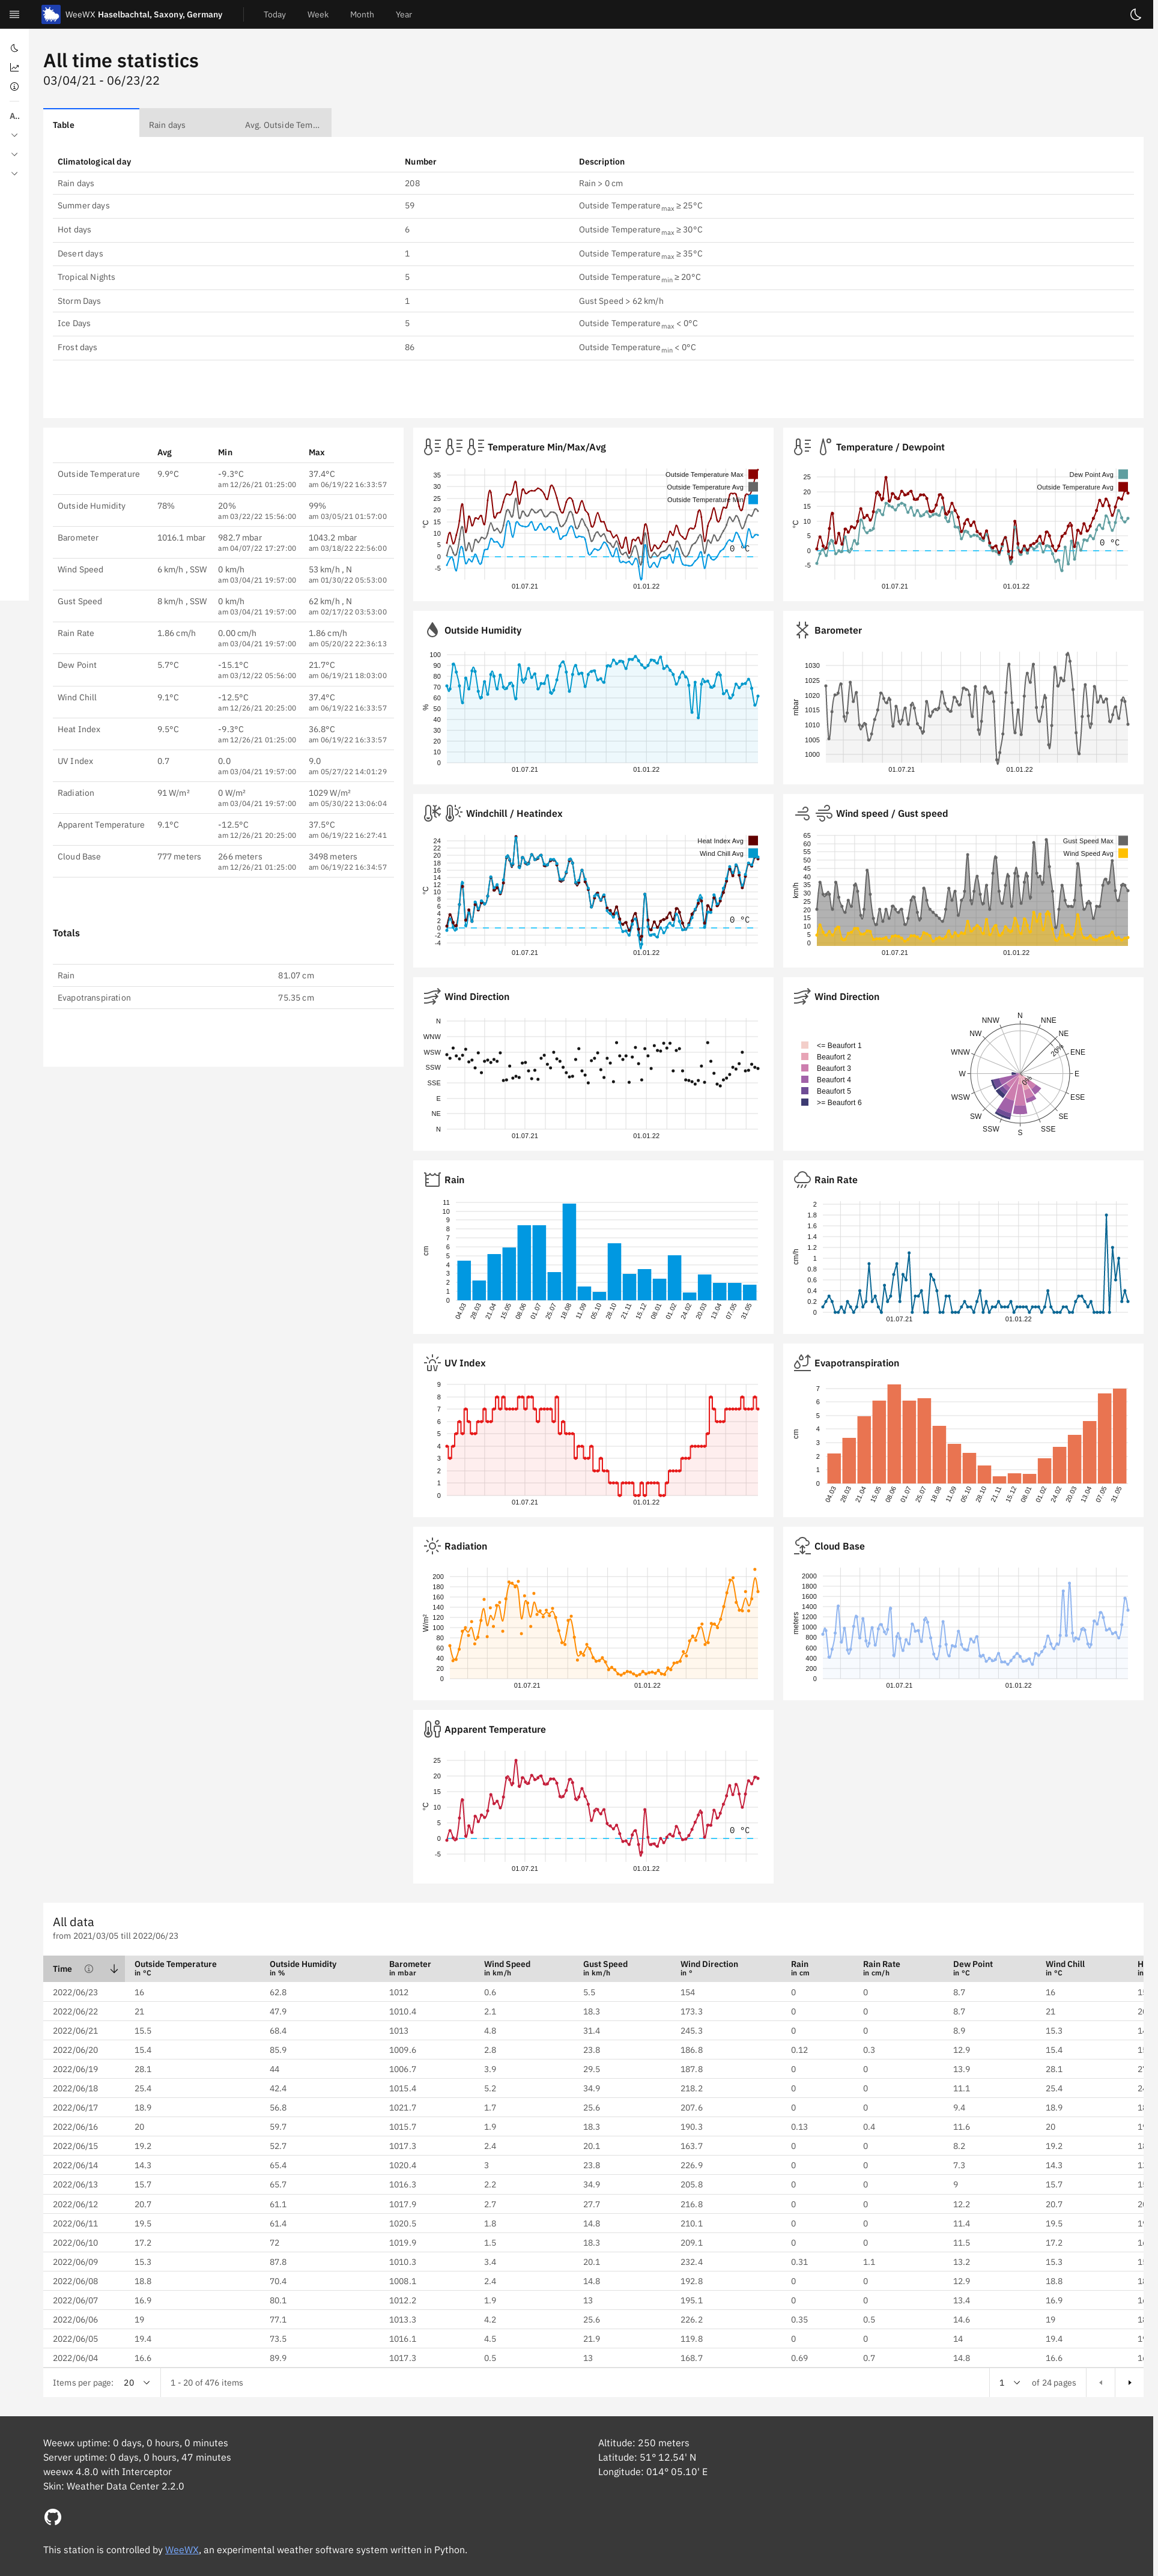 WeeWX Haselbachtal, Saxony, Germany Today Week Month Year
A..
All time statistics
03/04/21 - 06/23/22
Table Rain days Avg. Outside Tem...
Climatological day Number Description
Rain days 208 Rain > 0 cm
Summer days 59 Outside Temperature max ≥ 25°C
Hot days 6 Outside Temperature max ≥ 30°C
Desert days 1 Outside Temperature max ≥ 35°C
Tropical Nights 5 Outside Temperature min ≥ 20°C
Storm Days 1 Gust Speed > 62 km/h
Ice Days 5 Outside Temperature max < 0°C
Frost days 86 Outside Temperature min < 0°C
Avg Min Max
Outside Temperature 9.9°C -9.3°C 37.4°C
am 12/26/21 01:25:00 am 06/19/22 16:33:57
Outside Humidity 78% 20% 99%
am 03/22/22 15:56:00 am 03/05/21 01:57:00
Barometer 1016.1 mbar 982.7 mbar 1043.2 mbar
am 04/07/22 17:27:00 am 03/18/22 22:56:00
Wind Speed 6 km/h , SSW 0 km/h 53 km/h , N
am 03/04/21 19:57:00 am 01/30/22 05:53:00
Gust Speed 8 km/h , SSW 0 km/h 62 km/h , N
am 03/04/21 19:57:00 am 02/17/22 03:53:00
Rain Rate 1.86 cm/h 0.00 cm/h 1.86 cm/h
am 03/04/21 19:57:00 am 05/20/22 22:36:13
Dew Point 5.7°C -15.1°C 21.7°C
am 03/12/22 05:56:00 am 06/19/21 18:03:00
Wind Chill 9.1°C -12.5°C 37.4°C
am 12/26/21 20:25:00 am 06/19/22 16:33:57
Heat Index 9.5°C -9.3°C 36.8°C
am 12/26/21 01:25:00 am 06/19/22 16:33:57
UV Index 0.7 0.0 9.0
am 03/04/21 19:57:00 am 05/27/22 14:01:29
Radiation 91 W/m² 0 W/m² 1029 W/m²
am 03/04/21 19:57:00 am 05/30/22 13:06:04
Apparent Temperature 9.1°C -12.5°C 37.5°C
am 12/26/21 20:25:00 am 06/19/22 16:27:41
Cloud Base 777 meters 266 meters 3498 meters
am 12/26/21 01:25:00 am 06/19/22 16:34:57
Totals
Rain 81.07 cm
Evapotranspiration 75.35 cm
Temperature Min/Max/Avg
Outside Temperature Max
Outside Temperature Avg
Outside Temperature Min
35
30
25
20
15
10
5
0
-5
°C
0 °C
01.07.21 01.01.22
Temperature / Dewpoint
Dew Point Avg
Outside Temperature Avg
25
20
15
10
5
0
-5
°C
0 °C
01.07.21 01.01.22
Outside Humidity
100
90
80
70
60
50
40
30
20
10
0
%
01.07.21 01.01.22
Barometer
1030
1025
1020
1015
1010
1005
1000
mbar
01.07.21 01.01.22
Windchill / Heatindex
Heat Index Avg
Wind Chill Avg
24
22
20
18
16
14
12
10
8
6
4
2
0
-2
-4
°C
0 °C
01.07.21 01.01.22
Wind speed / Gust speed
Gust Speed Max
Wind Speed Avg
65
60
55
50
45
40
35
30
25
20
15
10
5
0
km/h
01.07.21 01.01.22
Wind Direction
N
WNW
WSW
SSW
SSE
E
NE
N
01.07.21 01.01.22
Wind Direction
<= Beaufort 1
Beaufort 2
Beaufort 3
Beaufort 4
Beaufort 5
>= Beaufort 6
N
NNW NNE
NW NE
WNW ENE
W E
WSW ESE
SW SE
SSW SSE
S
20%
0%
Rain
11
10
9
8
7
6
5
4
3
2
1
0
cm
04.03 28.03 21.04 15.05 08.06 01.07 25.07 18.08 11.09 05.10 28.10 21.11 15.12 08.01 01.02 24.02 20.03 13.04 07.05 31.05
Rain Rate
2
1.8
1.6
1.4
1.2
1
0.8
0.6
0.4
0.2
0
cm/h
01.07.21 01.01.22
UV Index
9
8
7
6
5
4
3
2
1
0
01.07.21 01.01.22
Evapotranspiration
7
6
5
4
3
2
1
0
cm
04.03 28.03 21.04 15.05 08.06 01.07 25.07 18.08 11.09 05.10 28.10 21.11 15.12 08.01 01.02 24.02 20.03 13.04 07.05 31.05
Radiation
200
180
160
140
120
100
80
60
40
20
0
W/m²
01.07.21 01.01.22
Cloud Base
2000
1800
1600
1400
1200
1000
800
600
400
200
0
meters
01.07.21 01.01.22
Apparent Temperature
25
20
15
10
5
0
-5
°C
0 °C
01.07.21 01.01.22
All data
from 2021/03/05 till 2022/06/23
Time Outside Temperature Outside Humidity Barometer Wind Speed Gust Speed Wind Direction Rain Rain Rate Dew Point Wind Chill H
in °C in % in mbar in km/h in km/h in ° in cm in cm/h in °C in °C in
2022/06/23 16 62.8 1012 0.6 5.5 154 0 0 8.7 16
2022/06/22 21 47.9 1010.4 2.1 18.3 173.3 0 0 8.7 21
2022/06/21 15.5 68.4 1013 4.8 31.4 245.3 0 0 8.9 15.3
2022/06/20 15.4 85.9 1009.6 2.8 23.8 186.8 0.12 0.3 12.9 15.4
2022/06/19 28.1 44 1006.7 3.9 29.5 187.8 0 0 13.9 28.1
2022/06/18 25.4 42.4 1015.4 5.2 34.9 218.2 0 0 11.1 25.4
2022/06/17 18.9 56.8 1021.7 1.7 25.6 207.6 0 0 9.4 18.9
2022/06/16 20 59.7 1015.7 1.9 18.3 190.3 0.13 0.4 11.6 20
2022/06/15 19.2 52.7 1017.3 2.4 20.1 163.7 0 0 8.2 19.2
2022/06/14 14.3 65.4 1020.4 3 23.8 226.9 0 0 7.3 14.3
2022/06/13 15.7 65.7 1016.3 2.2 34.9 205.8 0 0 9 15.7
2022/06/12 20.7 61.1 1017.9 2.7 27.7 216.8 0 0 12.2 20.7
2022/06/11 19.5 61.4 1020.5 1.8 14.8 210.1 0 0 11.4 19.5
2022/06/10 17.2 72 1019.9 1.5 18.3 209.1 0 0 11.5 17.2
2022/06/09 15.3 87.8 1010.3 3.4 20.1 232.4 0.31 1.1 13.2 15.3
2022/06/08 18.8 70.4 1008.1 2.4 14.8 192.8 0 0 12.9 18.8
2022/06/07 16.9 80.1 1012.2 1.9 13 195.1 0 0 13.4 16.9
2022/06/06 19 77.1 1013.3 4.2 25.6 226.2 0.35 0.5 14.6 19
2022/06/05 19.4 73.5 1016.1 4.5 21.9 119.8 0 0 14 19.4
2022/06/04 16.6 89.9 1017.3 0.5 13 168.7 0.69 0.7 14.8 16.6
Items per page: 20 1 - 20 of 476 items 1 of 24 pages
Weewx uptime: 0 days, 0 hours, 0 minutes
Server uptime: 0 days, 0 hours, 47 minutes
weewx 4.8.0 with Interceptor
Skin: Weather Data Center 2.2.0
Altitude: 250 meters
Latitude: 51° 12.54' N
Longitude: 014° 05.10' E
This station is controlled by WeeWX, an experimental weather software system written in Python.